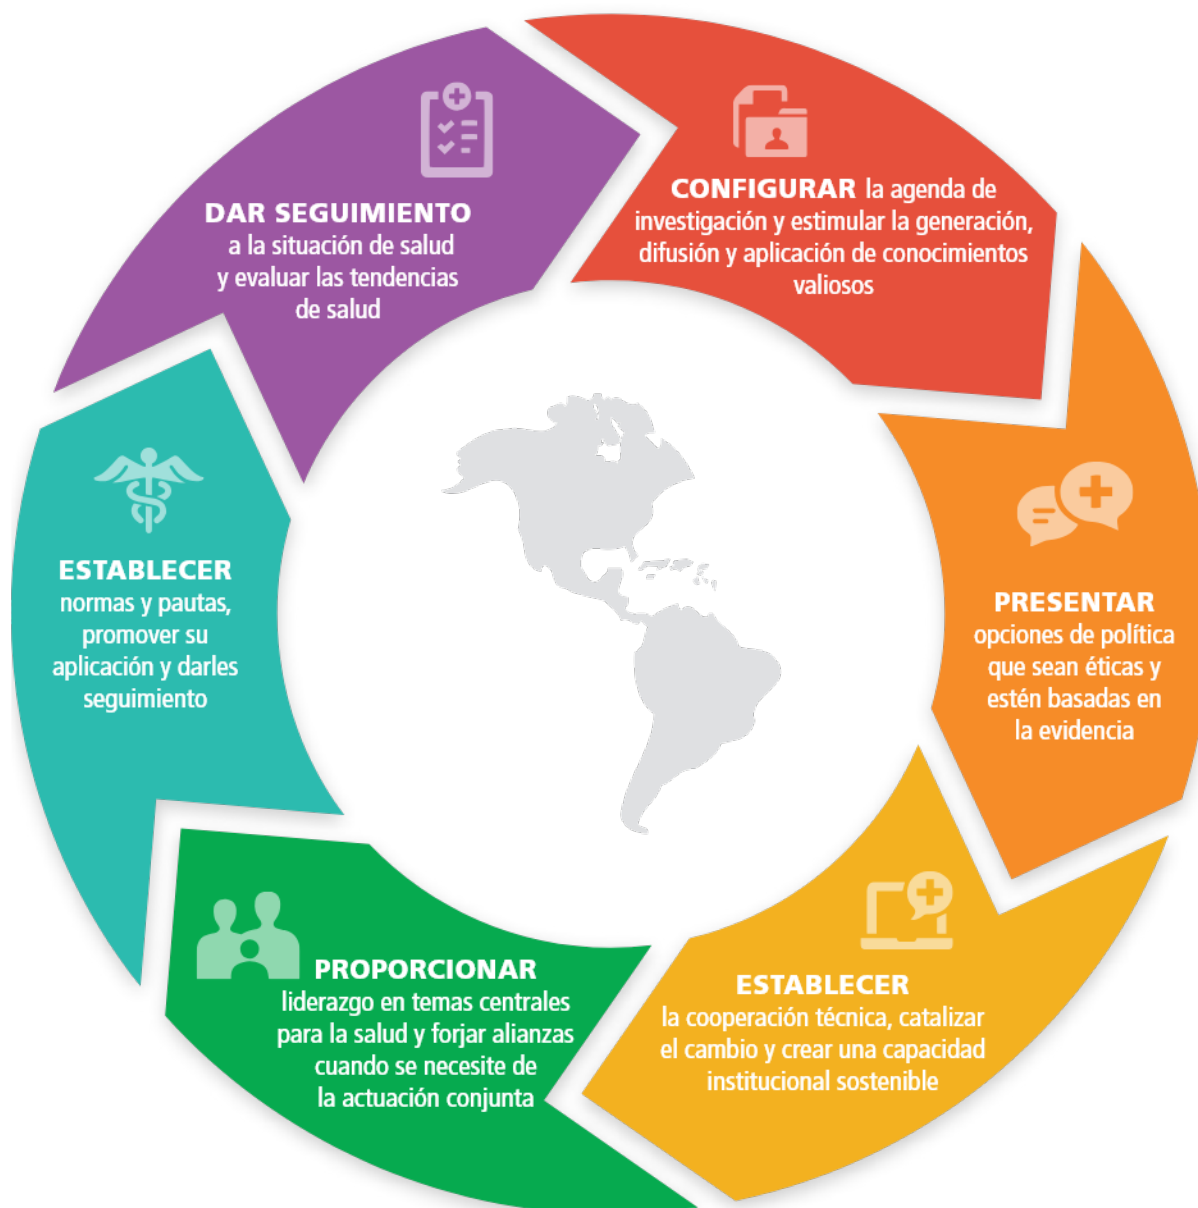 DAR SEGUIMIENTO
a la situación de salud
y evaluar las tendencias
de salud
CONFIGURAR la agenda de
investigación y estimular la generación,
difusión y aplicación de conocimientos
valiosos
PRESENTAR
opciones de política
que sean éticas y
estén basadas en
la evidencia
ESTABLECER
la cooperación técnica, catalizar
el cambio y crear una capacidad
institucional sostenible
PROPORCIONAR
liderazgo en temas centrales
para la salud y forjar alianzas
cuando se necesite de
la actuación conjunta
ESTABLECER
normas y pautas,
promover su
aplicación y darles
seguimiento